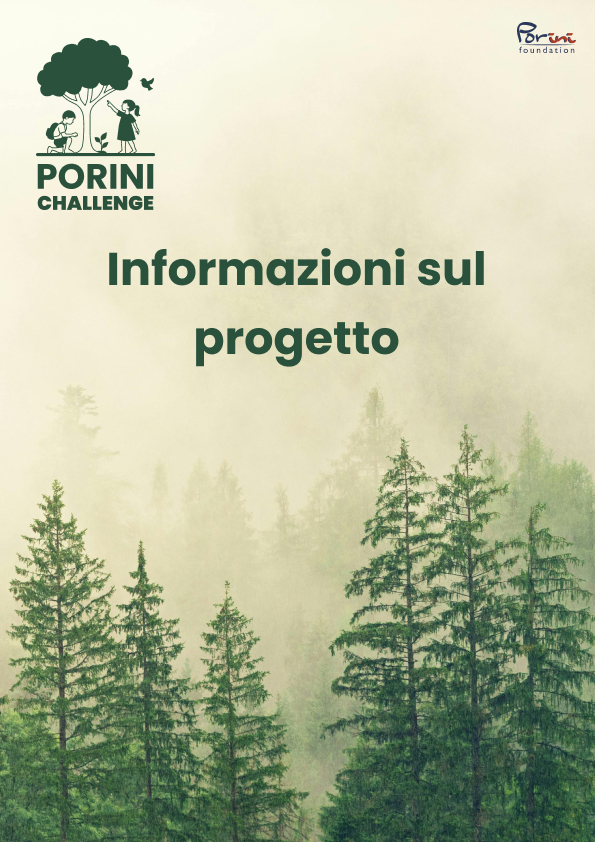 Porini
foundation
PORINI
CHALLENGE
Informazioni sul
progetto